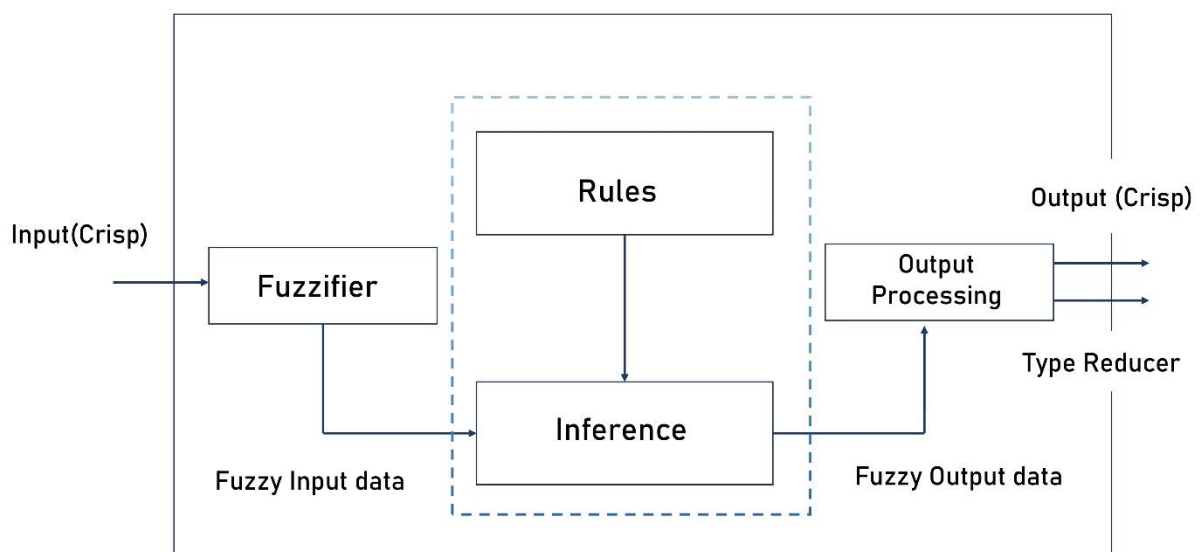 Rules
Output (Crisp)
Input(Crisp)
Fuzzifier
Output
Processing
Type Reducer
Inference
Fuzzy Input data
Fuzzy Output data